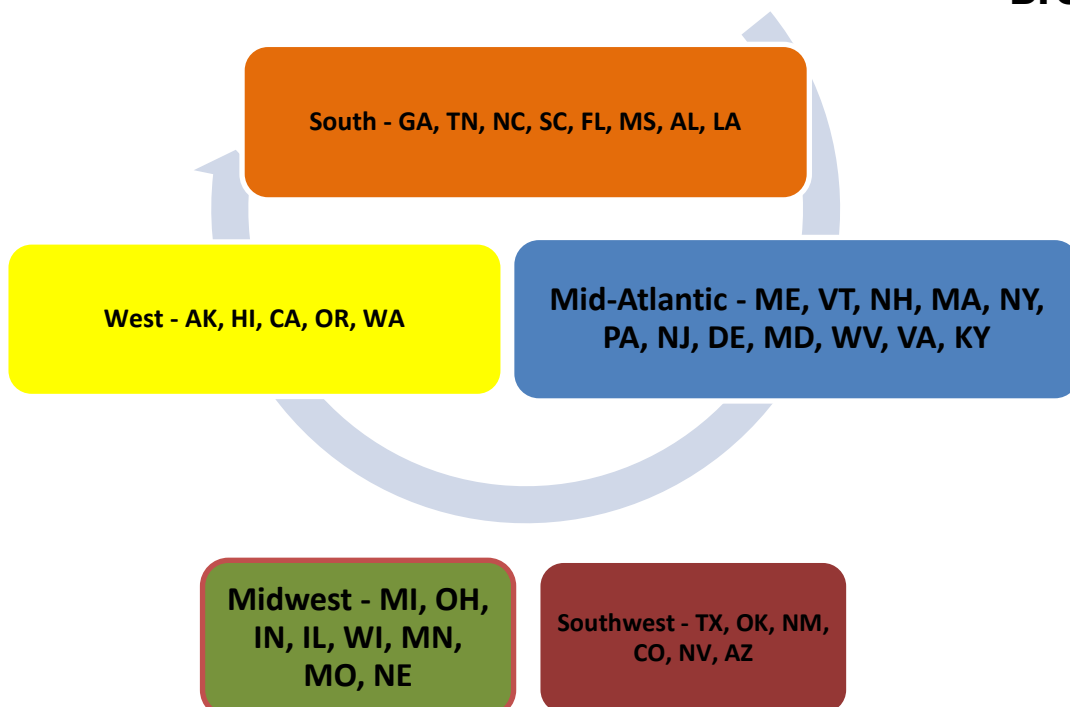 South - GA, TN, NC, SC, FL, MS, AL, LA
West - AK, HI, CA, OR, WA
Mid-Atlantic - ME, VT, NH, MA, NY,
PA, NJ, DE, MD, WV, VA, KY
Midwest - MI, OH,
IN, IL, WI, MN,
MO, NE
Southwest - TX, OK, NM,
CO, NV, AZ